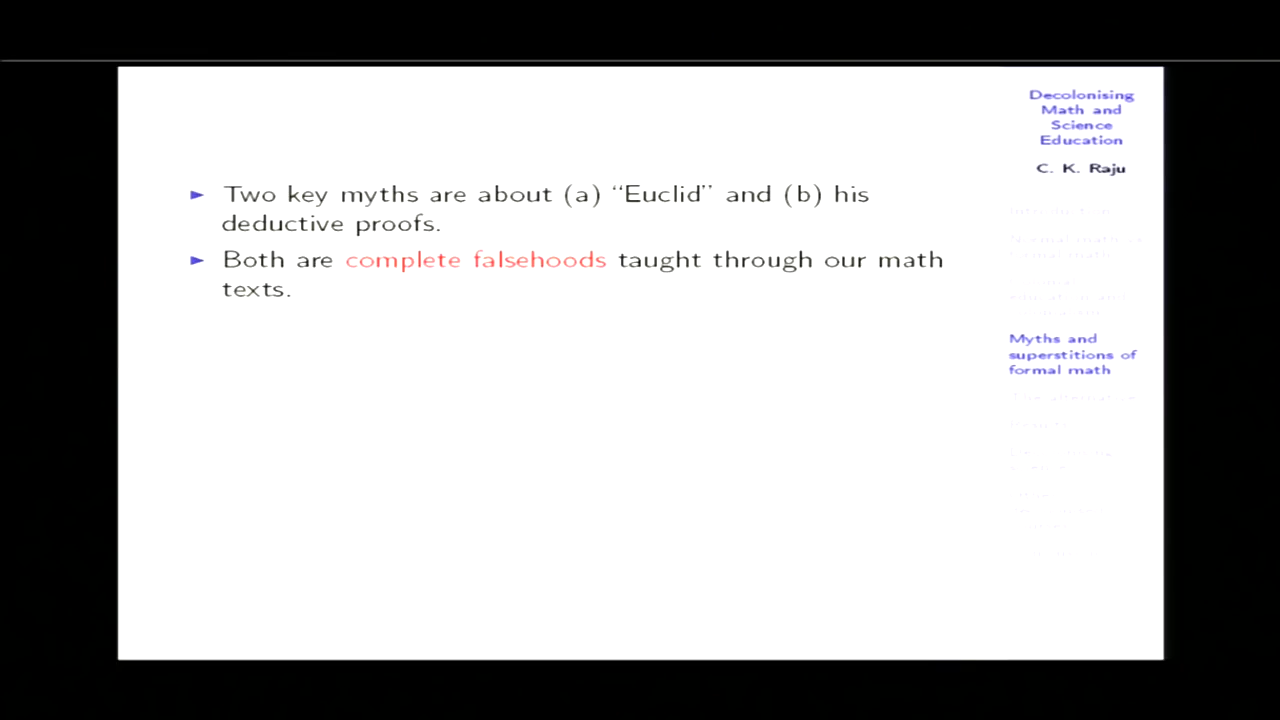 Two key myths are about (a) “Euclid” and (b) his
deductive proofs.
Both are complete falsehoods taught through our math
texts.
Decolonising
Math and
Science
Education
C. K. Raju
Introduction
Myths and
superstitions of
formal math